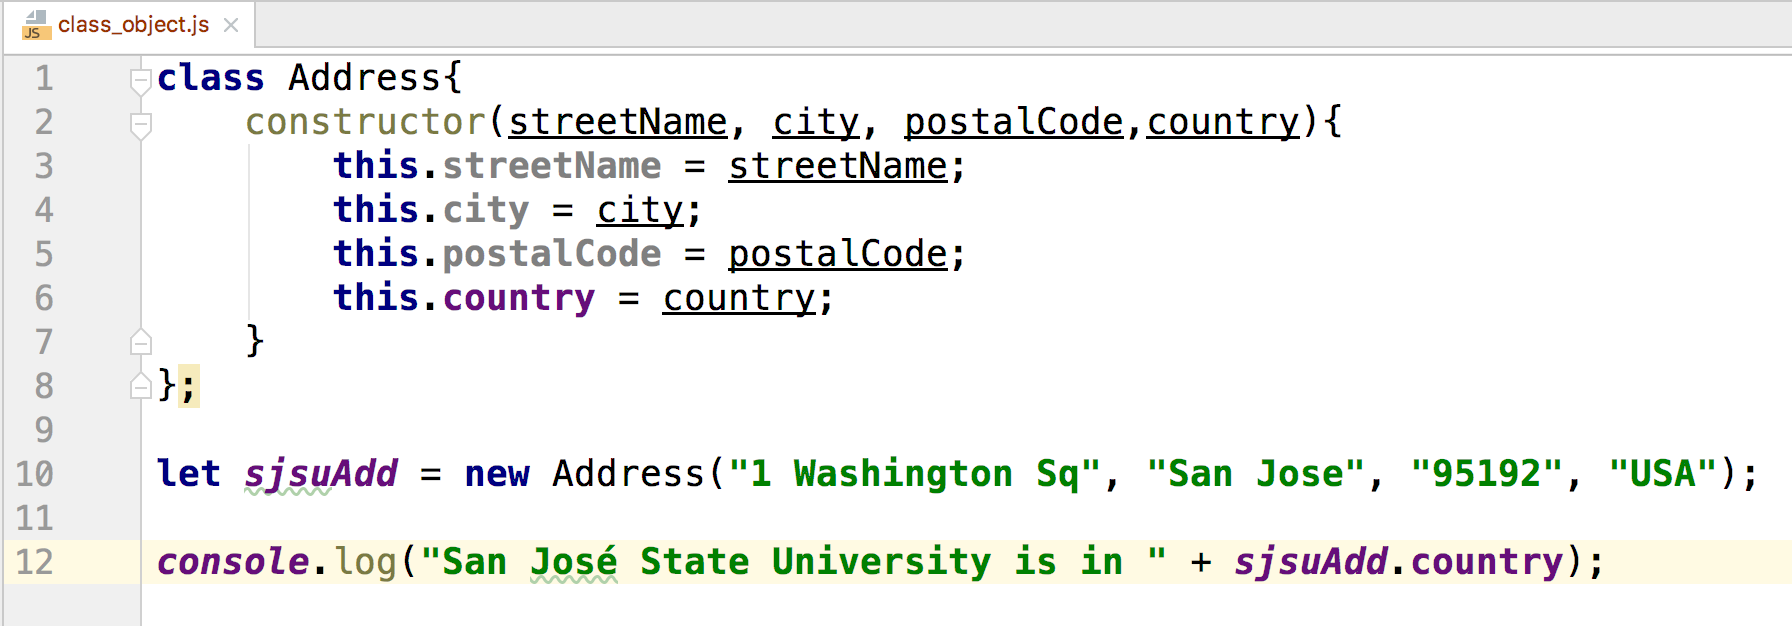 JS class_object.js ×
1 class Address{
2     constructor(streetName, city, postalCode,country){
3         this.streetName = streetName;
4         this.city = city;
5         this.postalCode = postalCode;
6         this.country = country;
7     }
8 };
9
10 let sjsuAdd = new Address("1 Washington Sq", "San Jose", "95192", "USA");
11
12 console.log("San José State University is in " + sjsuAdd.country);